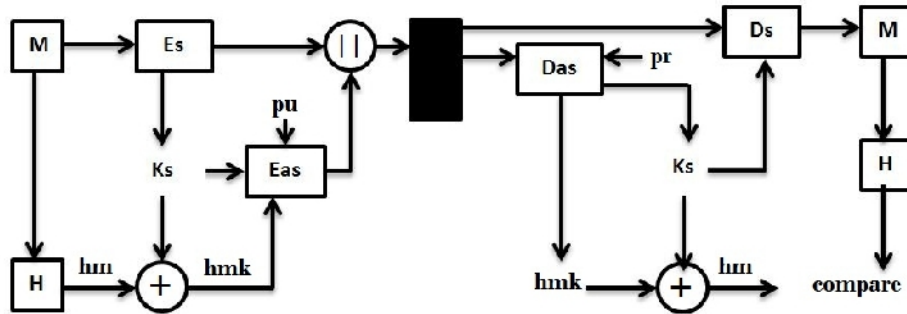 M
Es
||
Ds
M
Das
pr
pu
Ks
Eas
Ks
H
H
hm
+
hmk
hmk
+
hm
compare